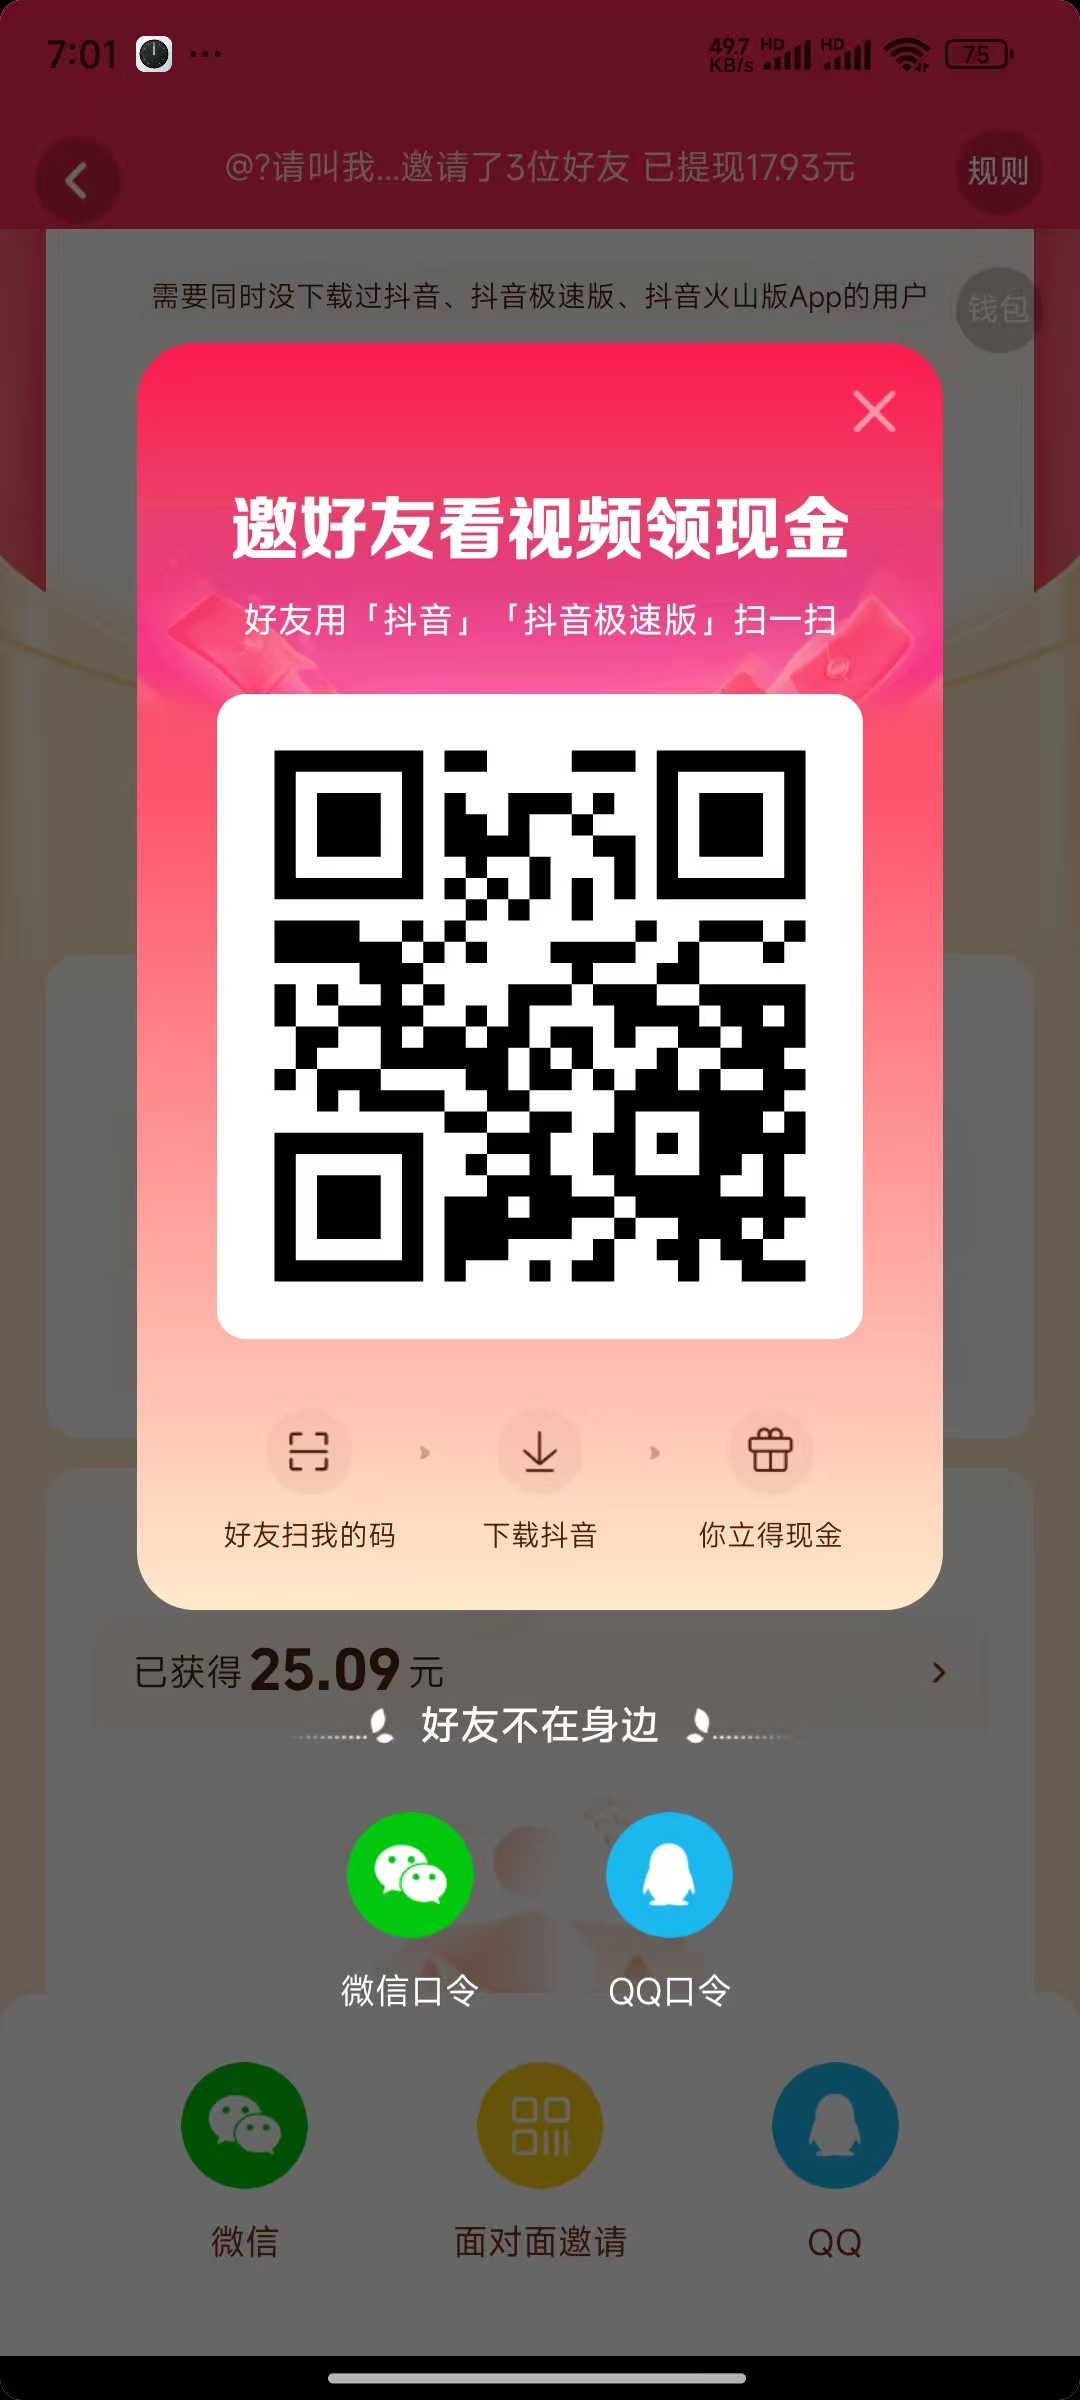 7:01
49.7 KB/s HD HD 75
@?请叫我...邀请了3位好友 已提现17.93元
规则
需要同时没下载过抖音、抖音极速版、抖音火山版App的用户
钱包
邀好友看视频领现金
好友用「抖音」「抖音极速版」扫一扫
好友扫我的码 下载抖音 你立得现金
已获得25.09元
好友不在身边
微信口令 QQ口令
微信 面对面邀请 QQ